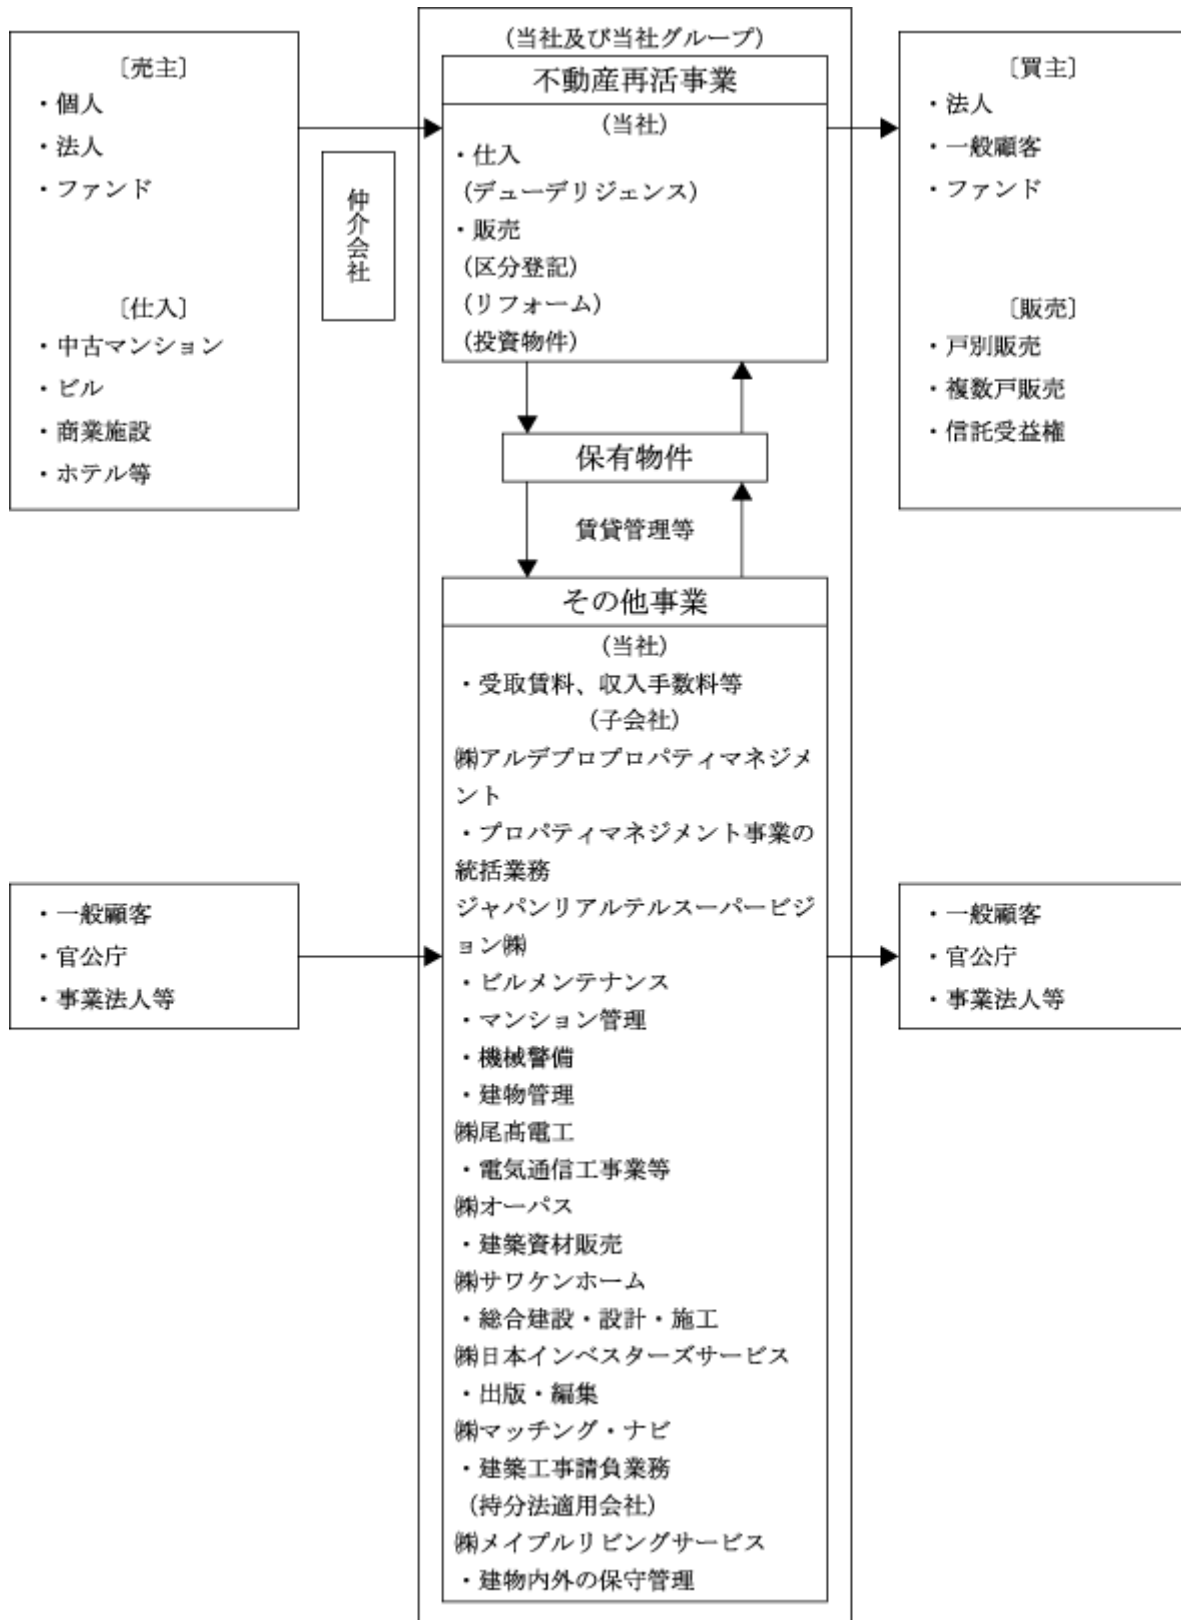 〔売主〕
・個人
・法人
・ファンド
〔仕入〕
・中古マンション
・ビル
・商業施設
・ホテル等
仲介会社
(当社及び当社グループ)
不動産再活事業
(当社)
・仕入
(デューデリジェンス)
・販売
(区分登記)
(リフォーム)
(投資物件)
〔買主〕
・法人
・一般顧客
・ファンド
〔販売〕
・戸別販売
・複数戸販売
・信託受益権
保有物件
賃貸管理等
その他事業
(当社)
・受取賃料、収入手数料等
(子会社)
㈱アルデプロプロパティマネジメ
ント
・プロパティマネジメント事業の
統括業務
ジャパンリアルテルスーパービジ
ョン㈱
・ビルメンテナンス
・マンション管理
・機械警備
・建物管理
㈱尾髙電工
・電気通信工事業等
㈱オーパス
・建築資材販売
㈱サワケンホーム
・総合建設・設計・施工
㈱日本インベスターズサービス
・出版・編集
㈱マッチング・ナビ
・建築工事請負業務
(持分法適用会社)
㈱メイプルリビングサービス
・建物内外の保守管理
・一般顧客
・官公庁
・事業法人等
・一般顧客
・官公庁
・事業法人等